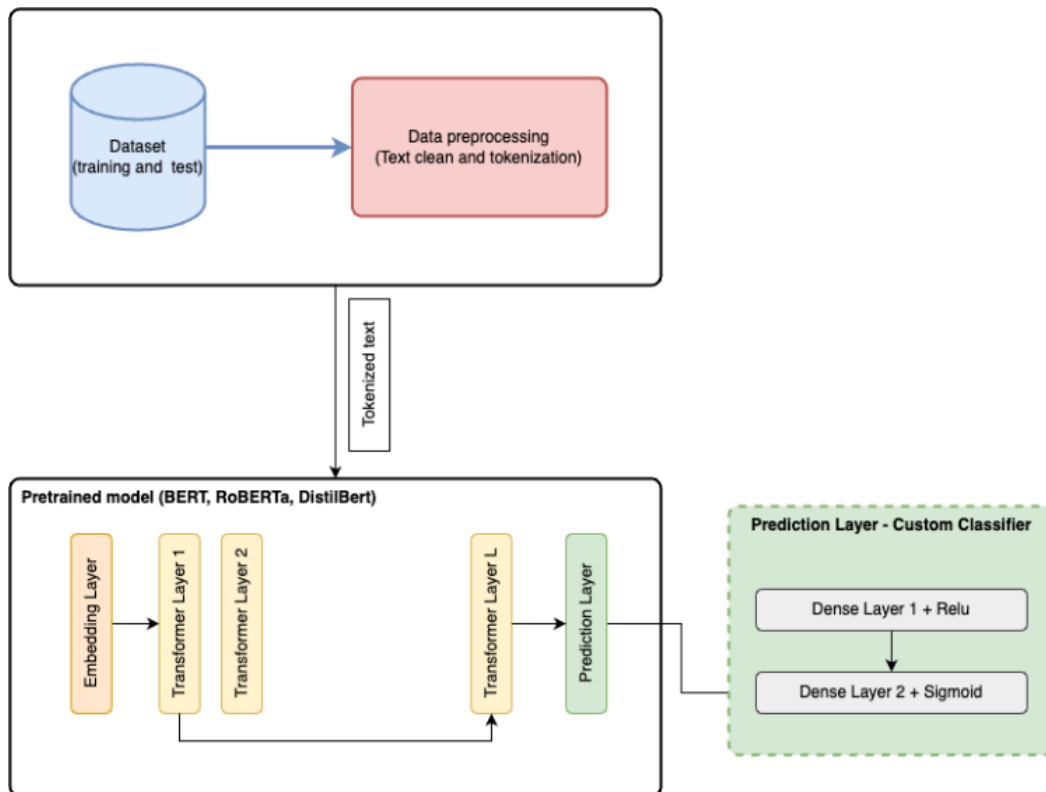 Dataset
(training and test)
Data preprocessing
(Text clean and tokenization)
Tokenized text
Pretrained model (BERT, RoBERTa, DistilBert)
Embedding Layer
Transformer Layer 1
Transformer Layer 2
Transformer Layer L
Prediction Layer
Prediction Layer - Custom Classifier
Dense Layer 1 + Relu
Dense Layer 2 + Sigmoid